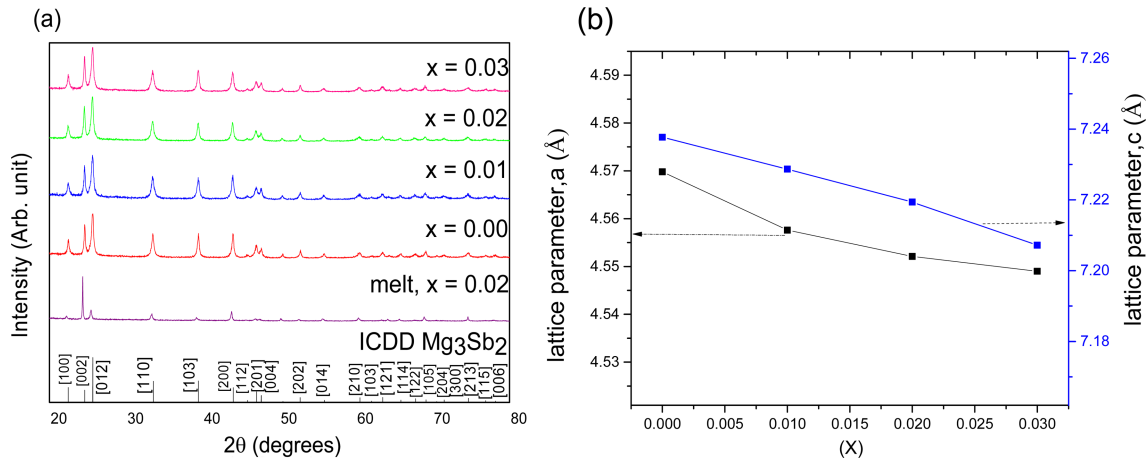 (a)
x = 0.03
x = 0.02
x = 0.01
x = 0.00
melt, x = 0.02
ICDD Mg3Sb2
Intensity (Arb. unit)
[100]
[002]
[012]
[110]
[103]
[200]
[112]
[201]
[004]
[202]
[014]
[210]
[103]
[121]
[114]
[122]
[105]
[204]
[300]
[213]
[115]
[006]
20 30 40 50 60 70 80
2θ (degrees)
(b)
4.59
4.58
4.57
4.56
4.55
4.54
4.53
lattice parameter,a (Å)
7.26
7.24
7.22
7.20
7.18
lattice parameter,c (Å)
0.000 0.005 0.010 0.015 0.020 0.025 0.030
(X)